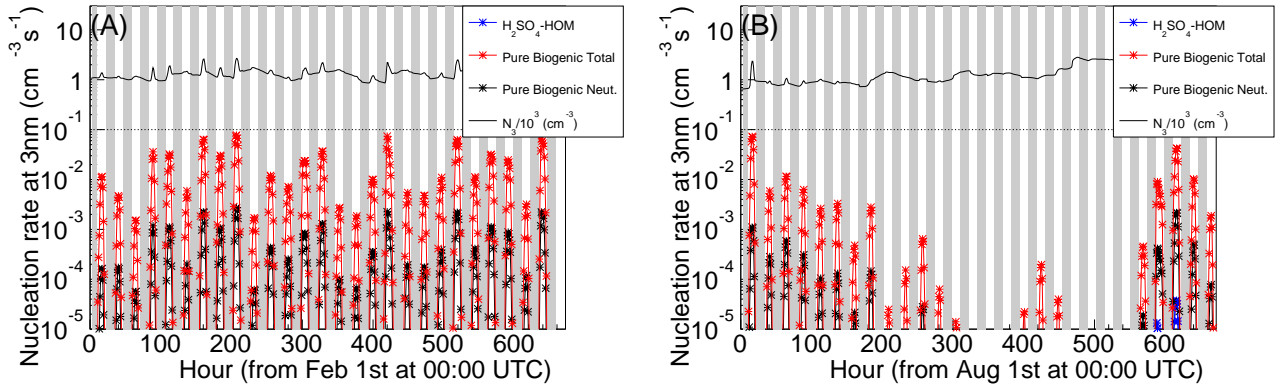 (A)
Nucleation rate at 3nm (cm⁻³s⁻¹)
10
1
10⁻¹
10⁻²
10⁻³
10⁻⁴
10⁻⁵
0 100 200 300 400 500 600
Hour (from Feb 1st at 00:00 UTC)
H₂SO₄-HOM
Pure Biogenic Total
Pure Biogenic Neut.
N₃/10³ (cm⁻³)
(B)
Nucleation rate at 3nm (cm⁻³s⁻¹)
10
1
10⁻¹
10⁻²
10⁻³
10⁻⁴
10⁻⁵
0 100 200 300 400 500 600
Hour (from Aug 1st at 00:00 UTC)
H₂SO₄-HOM
Pure Biogenic Total
Pure Biogenic Neut.
N₃/10³ (cm⁻³)